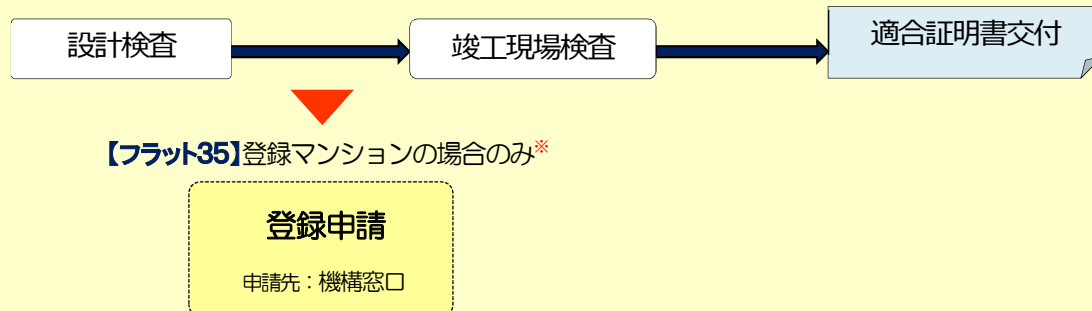 設計検査
竣工現場検査
適合証明書交付
【フラット35】登録マンションの場合のみ※
登録申請
申請先：機構窓口